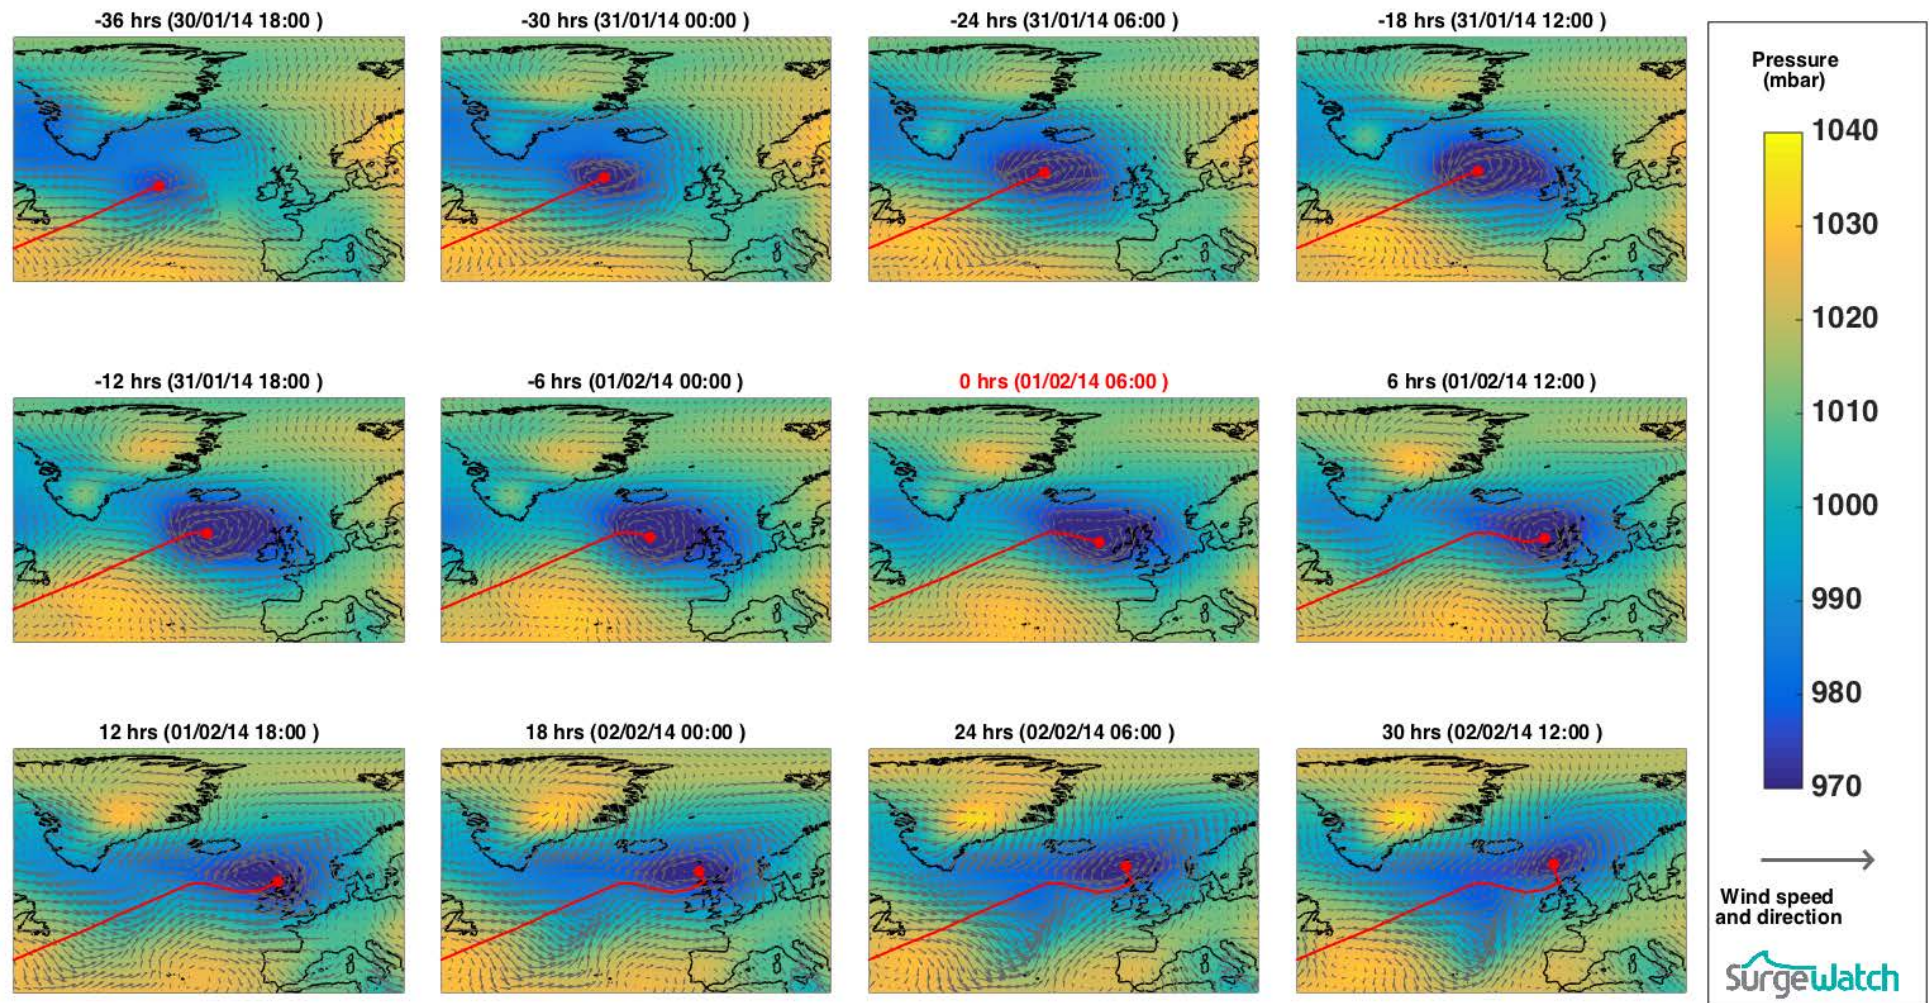 -36 hrs (30/01/14 18:00 )
-30 hrs (31/01/14 00:00 )
-24 hrs (31/01/14 06:00 )
-18 hrs (31/01/14 12:00 )
-12 hrs (31/01/14 18:00 )
-6 hrs (01/02/14 00:00 )
0 hrs (01/02/14 06:00 )
6 hrs (01/02/14 12:00 )
12 hrs (01/02/14 18:00 )
18 hrs (02/02/14 00:00 )
24 hrs (02/02/14 06:00 )
30 hrs (02/02/14 12:00 )
Pressure
(mbar)
1040
1030
1020
1010
1000
990
980
970
Wind speed
and direction
SurgeWatch